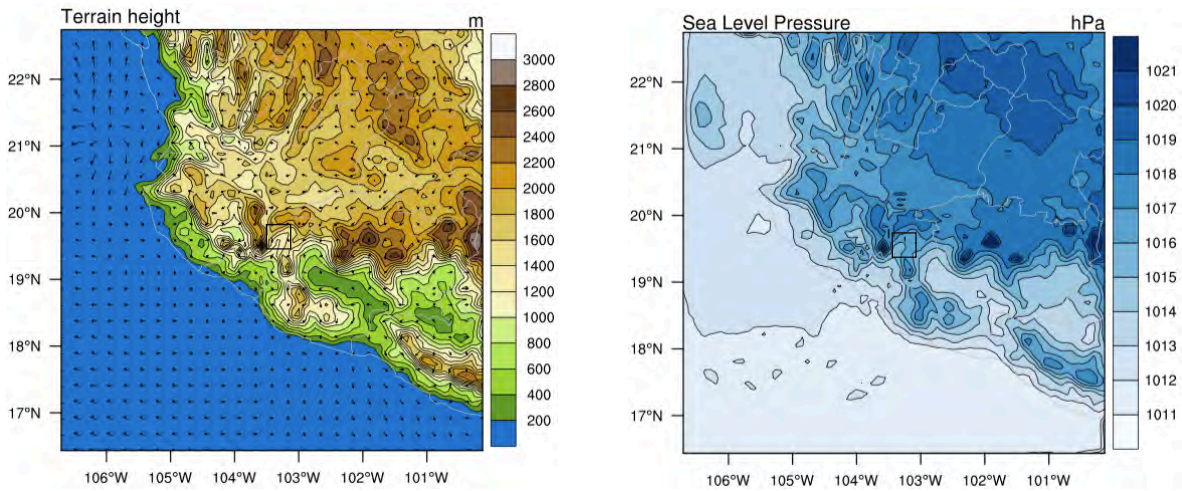 Terrain height m
22°N
21°N
20°N
19°N
18°N
17°N
106°W 105°W 104°W 103°W 102°W 101°W
3000
2800
2600
2400
2200
2000
1800
1600
1400
1200
1000
800
600
400
200
Sea Level Pressure hPa
22°N
21°N
20°N
19°N
18°N
17°N
106°W 105°W 104°W 103°W 102°W 101°W
1021
1020
1019
1018
1017
1016
1015
1014
1013
1012
1011